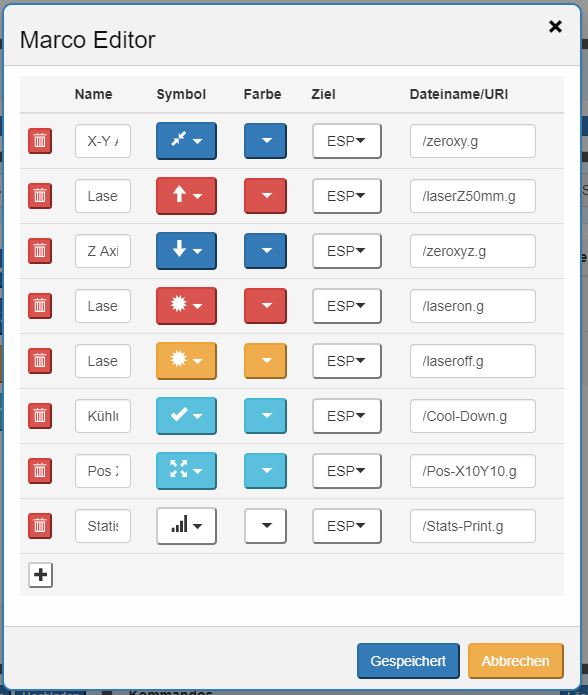 Marco Editor
Name Symbol Farbe Ziel Dateiname/URI
X-Y ESP /zeroxy.g
Lase ESP /laserZ50mm.g
Z Axi ESP /zeroxyz.g
Lase ESP /laseron.g
Lase ESP /laseroff.g
Kühl ESP /Cool-Down.g
Pos ESP /Pos-X10Y10.g
Statis ESP /Stats-Print.g
Gespeichert Abbrechen
Kommandos